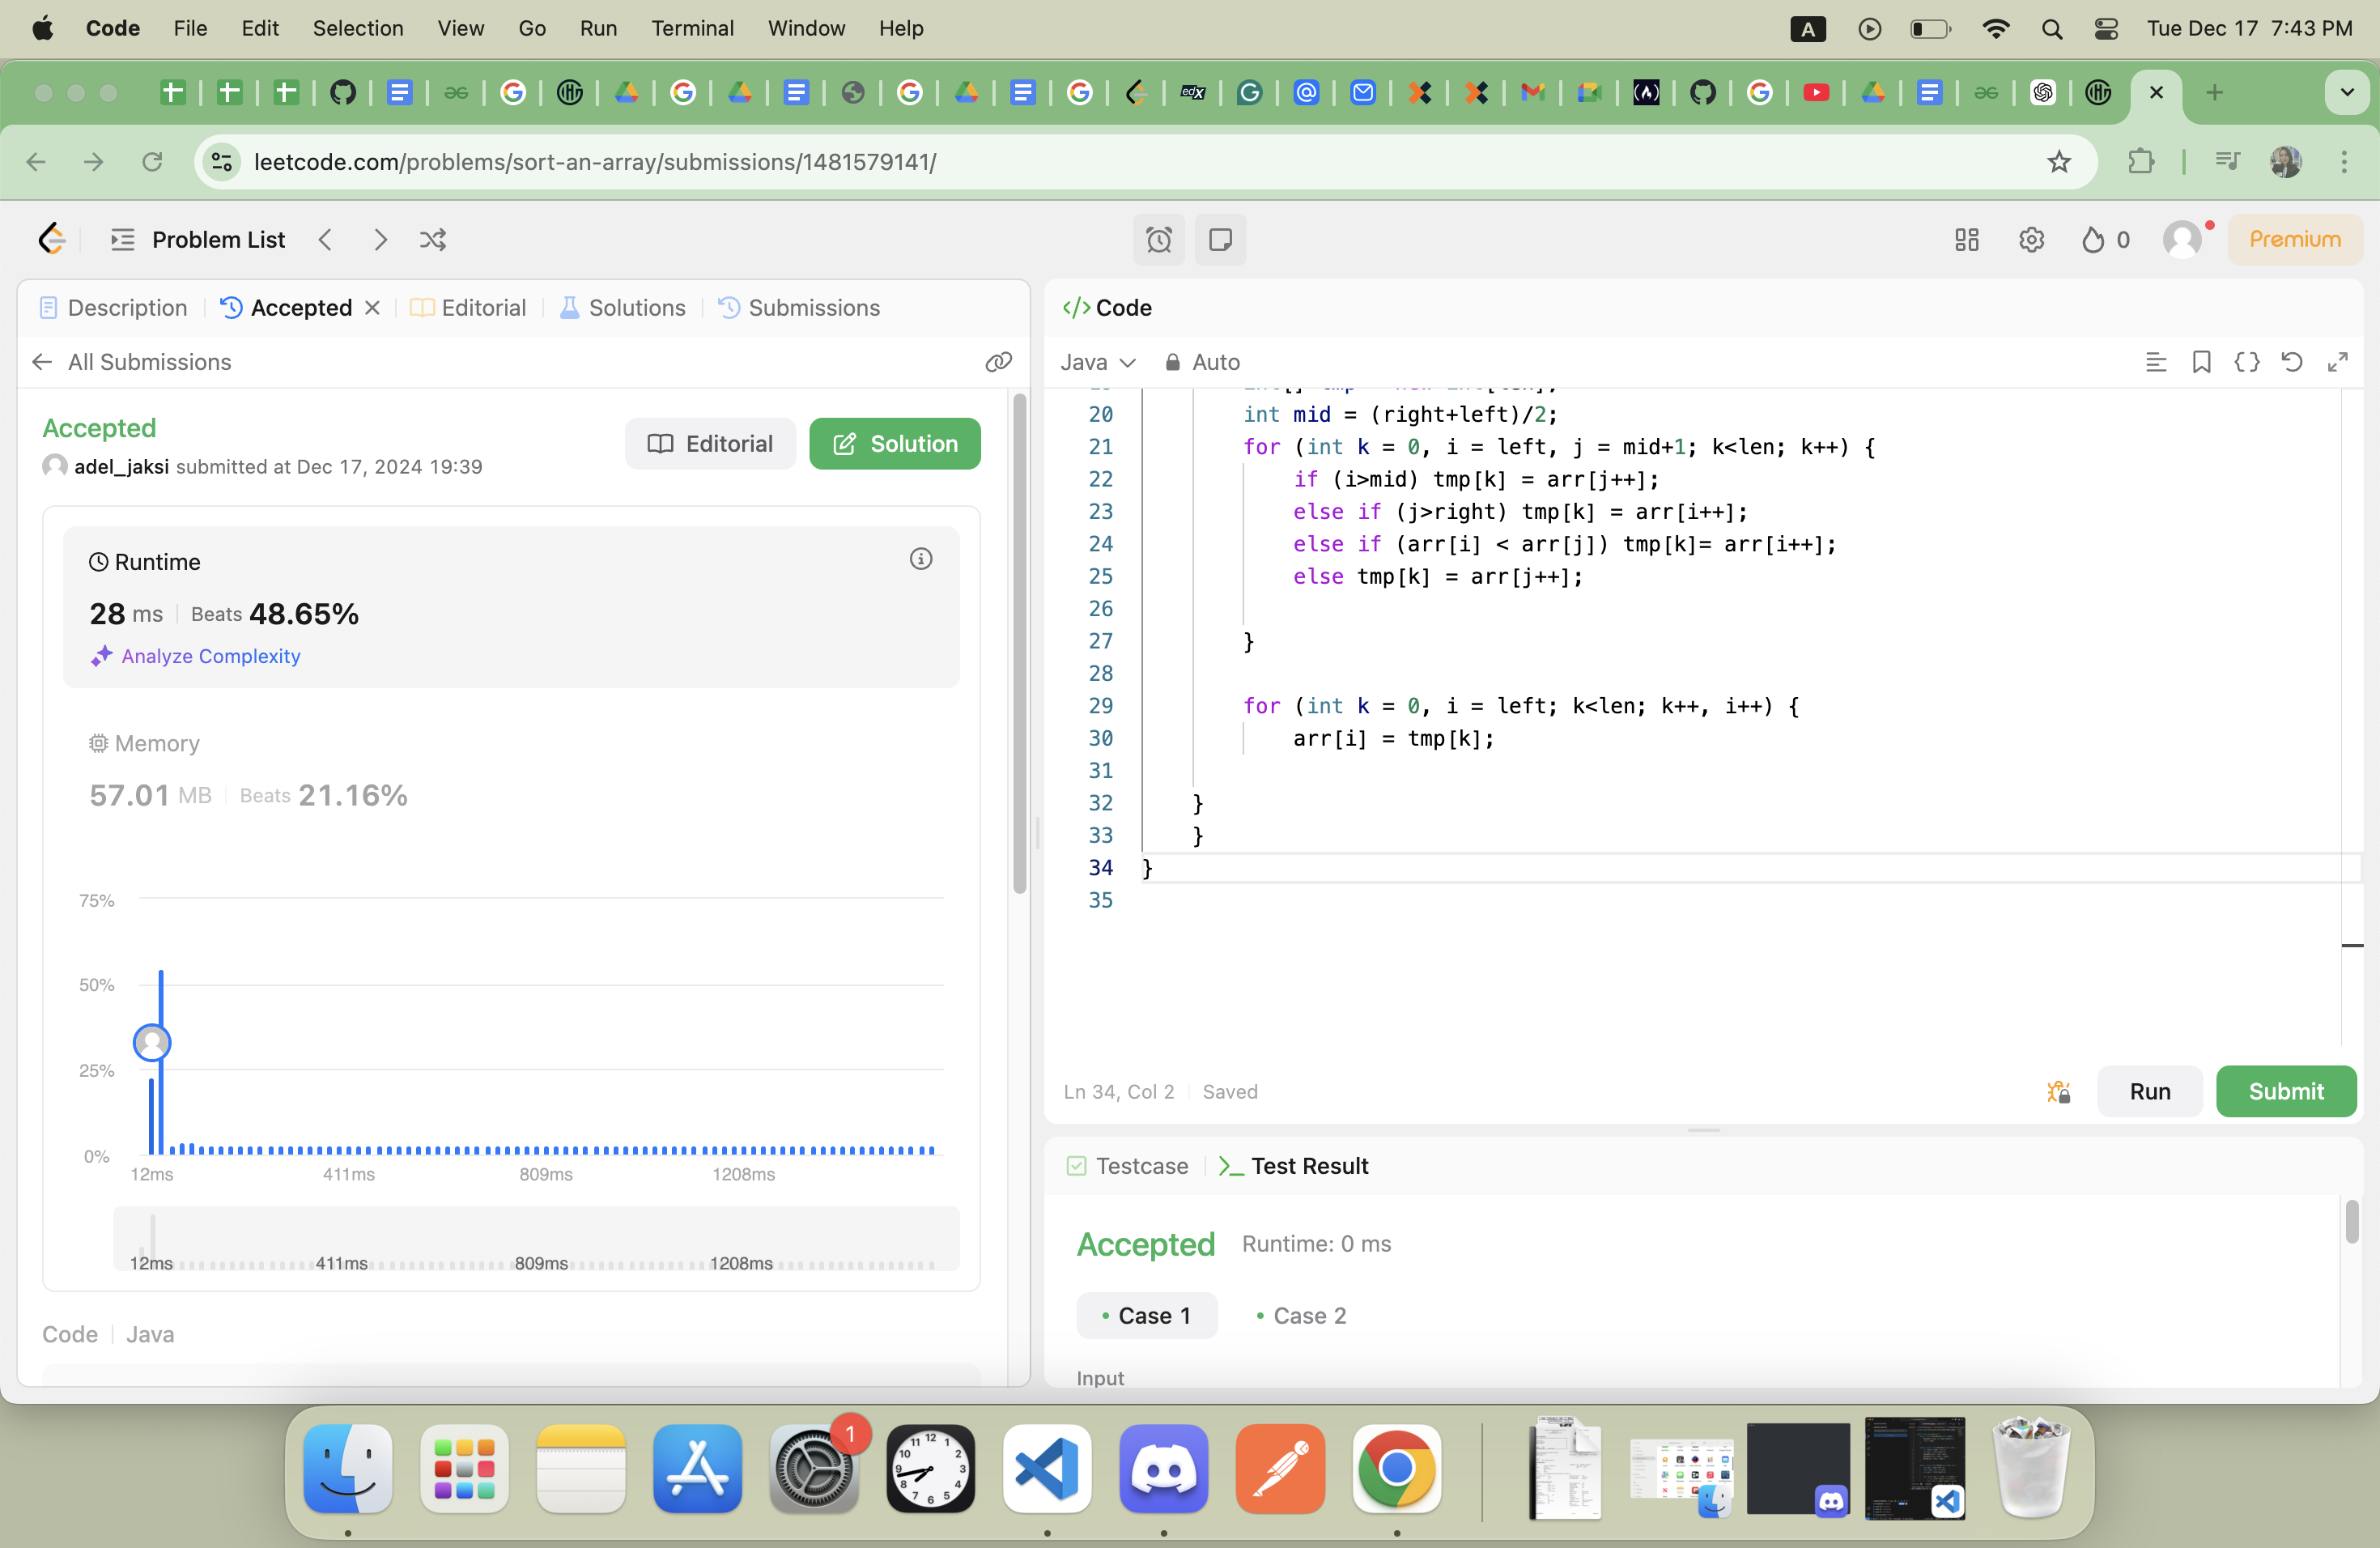 Code File Edit Selection View Go Run Terminal Window Help A Tue Dec 17 7:43 PM
edX
leetcode.com/problems/sort-an-array/submissions/1481579141/
Problem List 0 Premium
Description Accepted Editorial Solutions Submissions
All Submissions
Accepted
adel_jaksi submitted at Dec 17, 2024 19:39
Editorial Solution
Runtime
28 ms Beats 48.65%
Analyze Complexity
Memory
57.01 MB Beats 21.16%
75%
50%
25%
0%
12ms 411ms 809ms 1208ms
12ms 411ms 809ms 1208ms
Code Java
</> Code
Java Auto
20 int mid = (right+left)/2;
21 for (int k = 0, i = left, j = mid+1; k<len; k++) {
22 if (i>mid) tmp[k] = arr[j++];
23 else if (j>right) tmp[k] = arr[i++];
24 else if (arr[i] < arr[j]) tmp[k]= arr[i++];
25 else tmp[k] = arr[j++];
26
27 }
28
29 for (int k = 0, i = left; k<len; k++, i++) {
30 arr[i] = tmp[k];
31
32 }
33 }
34 }
35
Ln 34, Col 2 Saved
Run Submit
Testcase Test Result
Accepted Runtime: 0 ms
Case 1 Case 2
Input
1